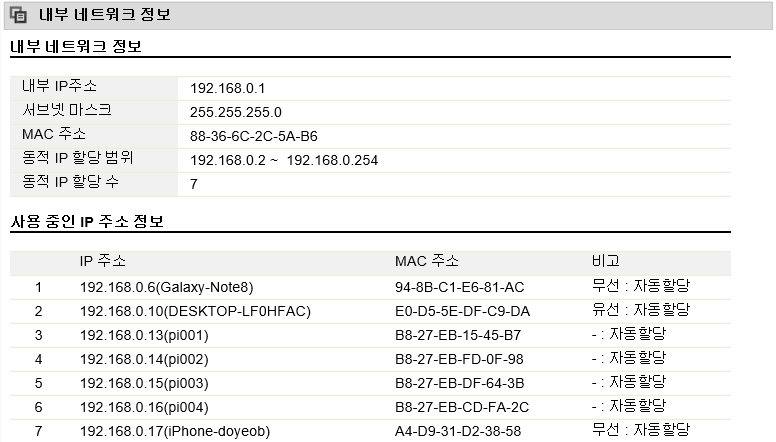 내부 네트워크 정보
내부 네트워크 정보
내부 IP주소 192.168.0.1
서브넷 마스크 255.255.255.0
MAC 주소 88-36-6C-2C-5A-B6
동적 IP 할당 범위 192.168.0.2 ~ 192.168.0.254
동적 IP 할당 수 7
사용 중인 IP 주소 정보
IP 주소 MAC 주소 비고
1 192.168.0.6(Galaxy-Note8) 94-8B-C1-E6-81-AC 무선 : 자동할당
2 192.168.0.10(DESKTOP-LF0HFAC) E0-D5-5E-DF-C9-DA 유선 : 자동할당
3 192.168.0.13(pi001) B8-27-EB-15-45-B7 - : 자동할당
4 192.168.0.14(pi002) B8-27-EB-FD-0F-98 - : 자동할당
5 192.168.0.15(pi003) B8-27-EB-DF-64-3B - : 자동할당
6 192.168.0.16(pi004) B8-27-EB-CD-FA-2C - : 자동할당
7 192.168.0.17(iPhone-doyeob) A4-D9-31-D2-38-58 무선 : 자동할당